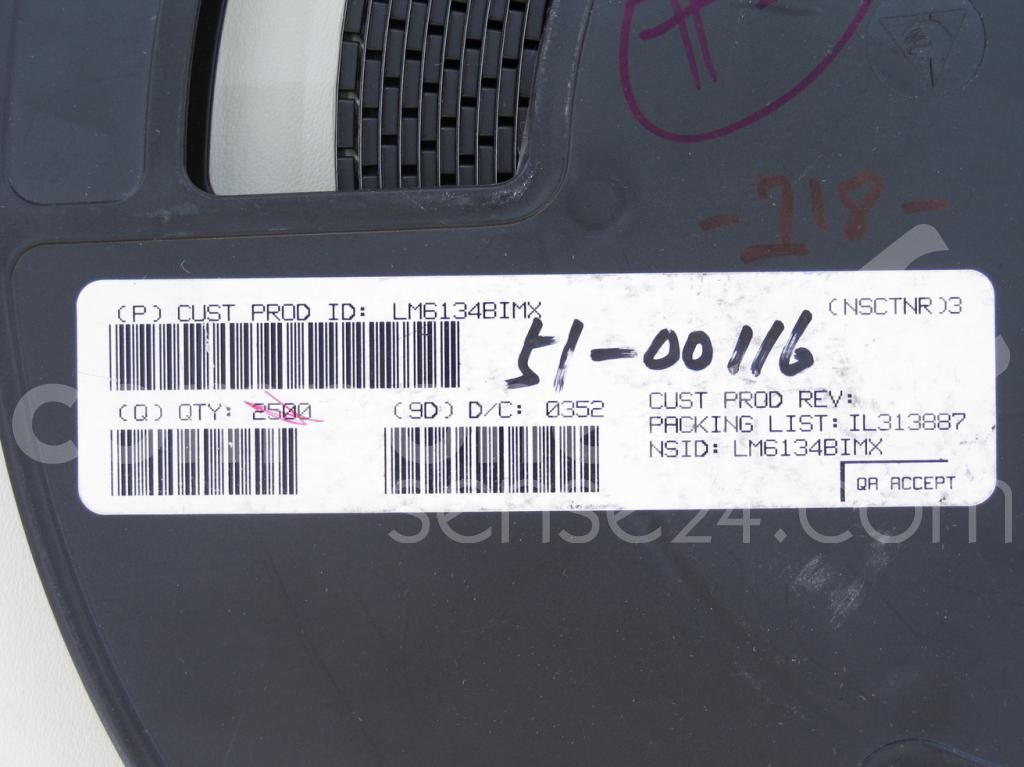 -718-
(P) CUST PROD ID: LM6134BIMX
(NSCTNR)3
51-00116
(Q) QTY: 2500
(9D) D/C: 0352
CUST PROD REV:
PACKING LIST: IL313887
NSID: LM6134BIMX
QA ACCEPT
sense24.com